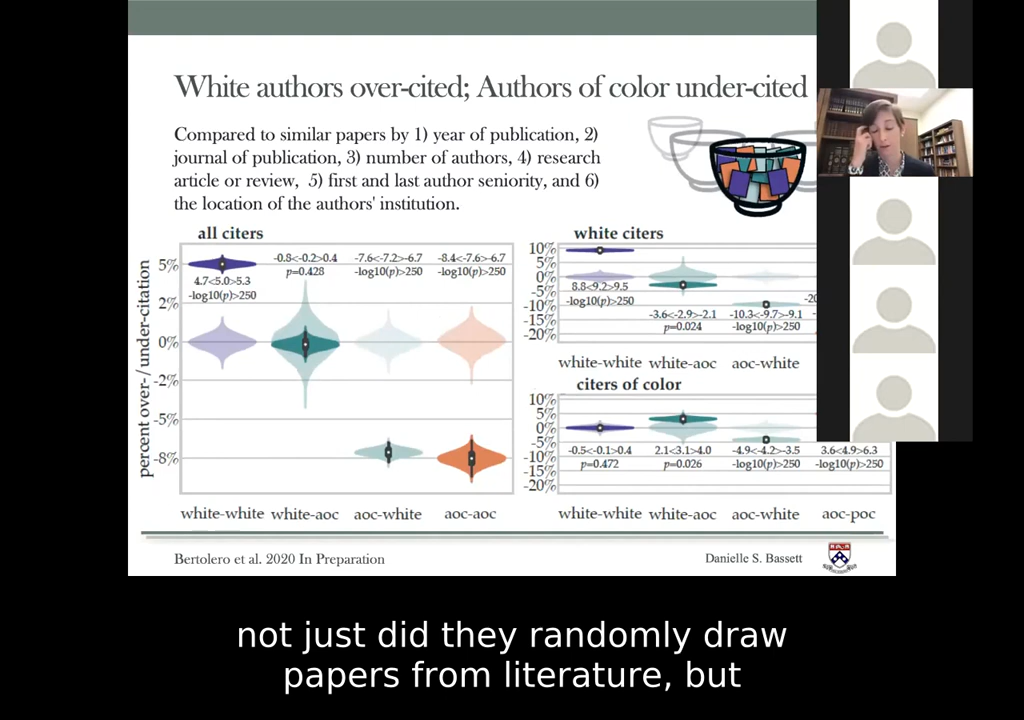 White authors over-cited; Authors of color under-cited
Compared to similar papers by 1) year of publication, 2)
journal of publication, 3) number of authors, 4) research
article or review, 5) first and last author seniority, and 6)
the location of the authors' institution.
all citers
percent over-/under-citation
5%
2%
0%
-2%
-5%
-8%
4.7<5.0>5.3
-log10(p)>250
-0.8<-0.2>0.4
p=0.428
-7.6<-7.2>-6.7
-log10(p)>250
-8.4<-7.6>-6.7
-log10(p)>250
white-white white-aoc aoc-white aoc-aoc
white citers
10%
5%
0%
-5%
-10%
-15%
-20%
8.8<9.2>9.5
-log10(p)>250
-3.6<-2.9>-2.1
p=0.024
-10.3<-9.7>-9.1
-log10(p)>250
-20
white-white white-aoc aoc-white
citers of color
10%
5%
0%
-5%
-10%
-15%
-20%
-0.5<-0.1>0.4
p=0.472
2.1<3.1>4.0
p=0.026
-4.9<-4.2>-3.5
-log10(p)>250
3.6<4.9>6.3
-log10(p)>250
white-white white-aoc aoc-white aoc-poc
Bertolero et al. 2020 In Preparation
Danielle S. Bassett
not just did they randomly draw
papers from literature, but